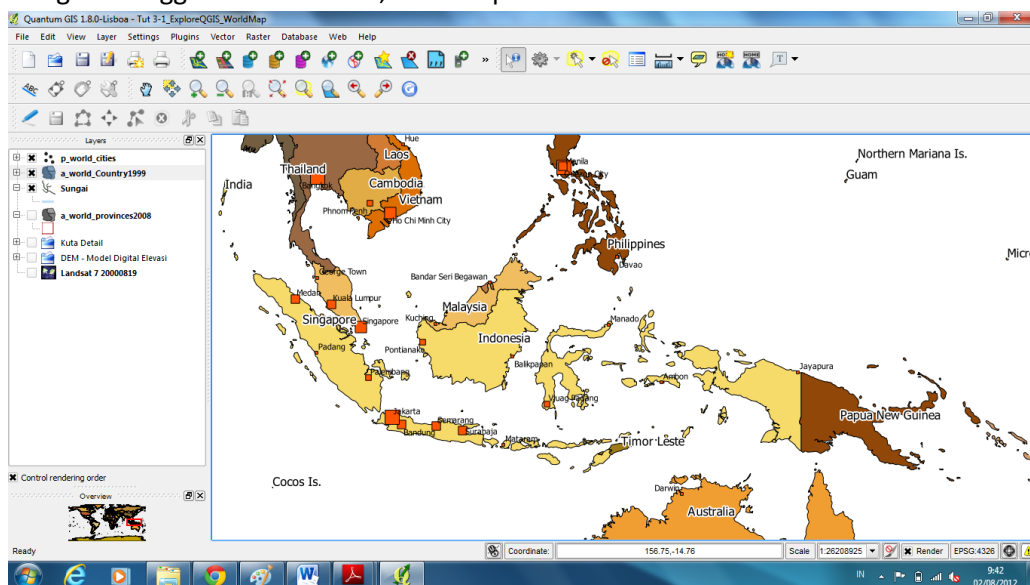 Quantum GIS 1.8.0-Lisboa - Tut 3-1_ExploreQGIS_WorldMap
File Edit View Layer Settings Plugins Vector Raster Database Web Help
Layers
p_world_cities
a_world_Country1999
Sungai
a_world_provinces2008
Kuta Detail
DEM - Model Digital Elevasi
Landsat 7 20000819
Control rendering order
Overview
Hue
Laos
Manila
Northern Mariana Is.
Thailand
Bangkok
Guam
India
Cambodia
Vietnam
Phnom Penh
Ho Chi Minh City
Philippines
Davao
Micr
George Town
Bandar Seri Begawan
Medan
Kuala Lumpur
Malaysia
Singapore
Singapore
Kuching
Manado
Indonesia
Padang
Pontianak
Balikpapan
Jayapura
Palembang
Ambon
Jakarta
Semarang
Papua New Guinea
Bandung
Surabaja
Mataram
Timor Leste
Cocos Is.
Darwin
Australia
Ready
Coordinate:
156.75,-14.76
Scale
1:26208925
Render
EPSG:4326
IN
9:42
02/08/2012